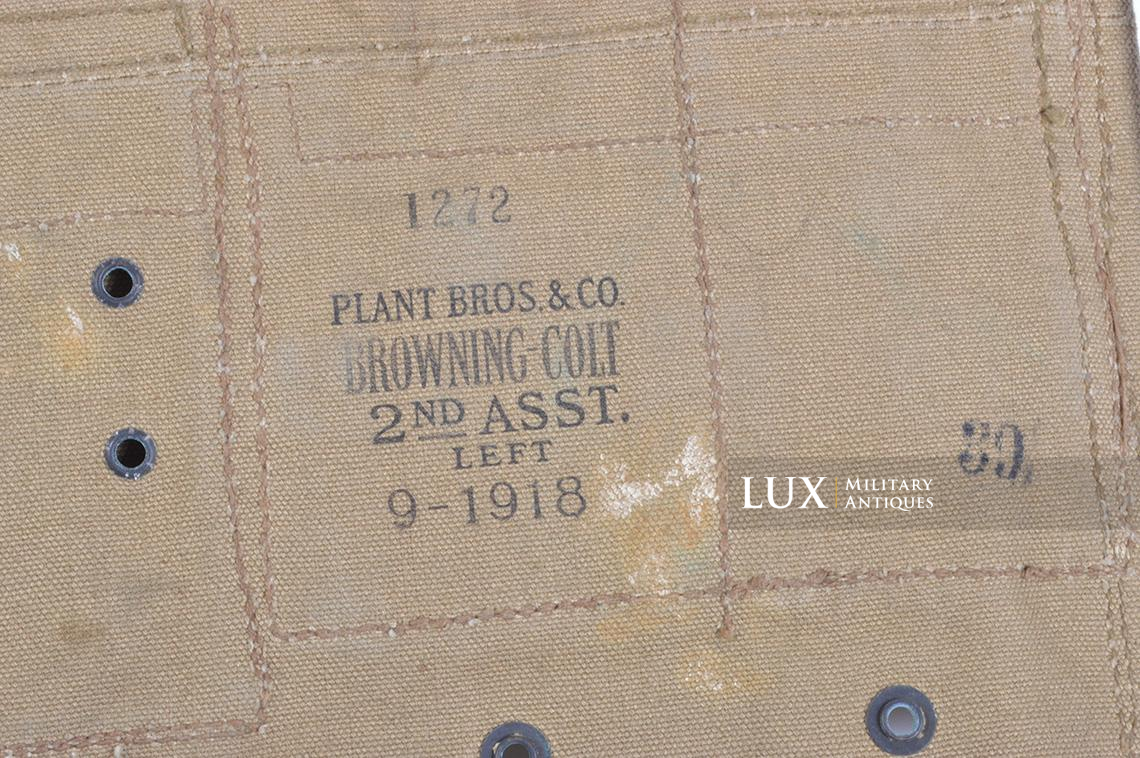 1272
PLANT BROS. & CO.
BROWNING-COLT
2ND ASST.
LEFT
9-1918
LUX MILITARY
ANTIQUES